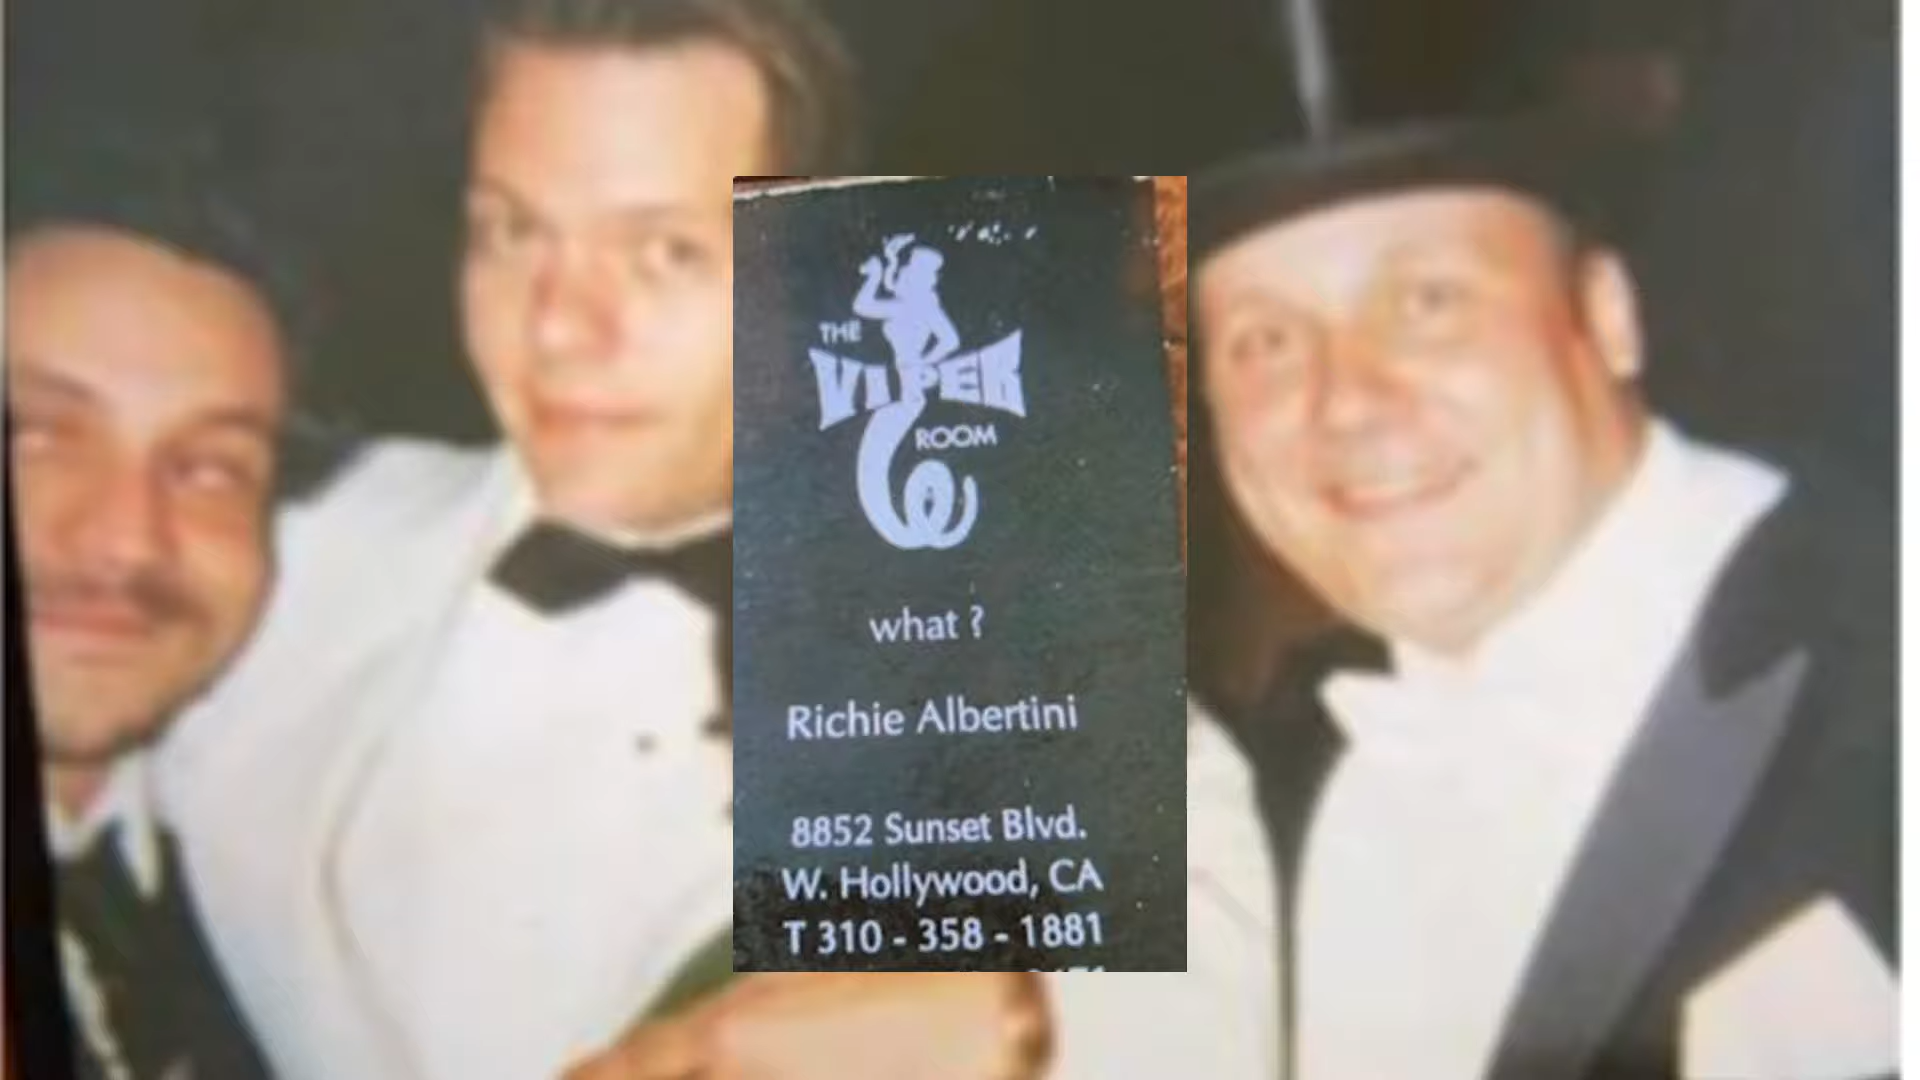 THE
VIPER
ROOM
what ?
Richie Albertini
8852 Sunset Blvd.
W. Hollywood, CA
T 310 - 358 - 1881